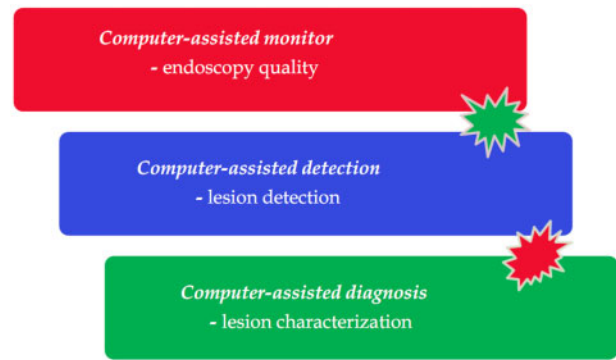 Computer-assisted monitor
- endoscopy quality
Computer-assisted detection
- lesion detection
Computer-assisted diagnosis
- lesion characterization